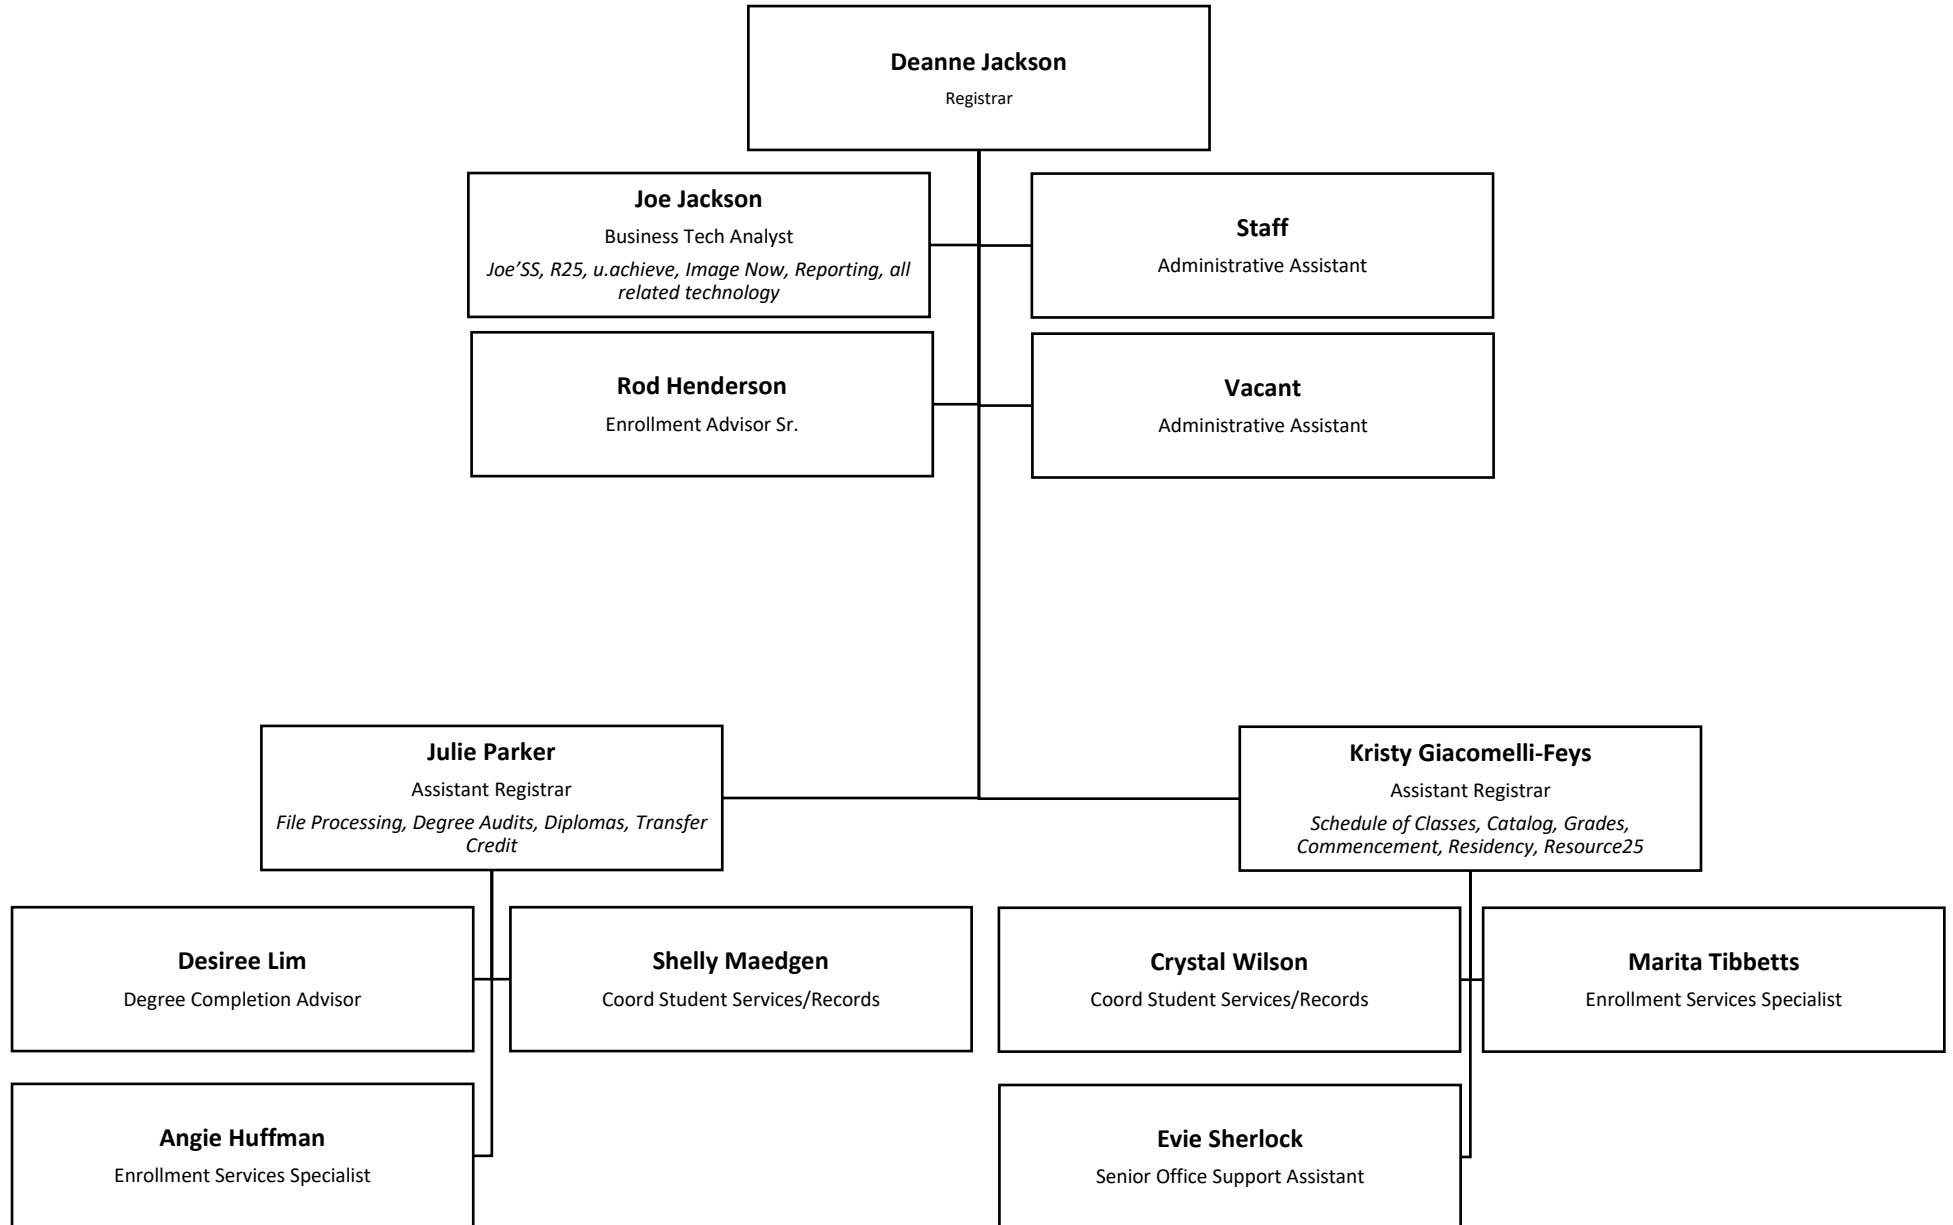 Deanne Jackson
Registrar
Joe Jackson
Business Tech Analyst
Joe’SS, R25, u.achieve, Image Now, Reporting, all
related technology
Staff
Administrative Assistant
Rod Henderson
Enrollment Advisor Sr.
Vacant
Administrative Assistant
Julie Parker
Assistant Registrar
File Processing, Degree Audits, Diplomas, Transfer
Credit
Kristy Giacomelli-Feys
Assistant Registrar
Schedule of Classes, Catalog, Grades,
Commencement, Residency, Resource25
Desiree Lim
Degree Completion Advisor
Shelly Maedgen
Coord Student Services/Records
Crystal Wilson
Coord Student Services/Records
Marita Tibbetts
Enrollment Services Specialist
Angie Huffman
Enrollment Services Specialist
Evie Sherlock
Senior Office Support Assistant